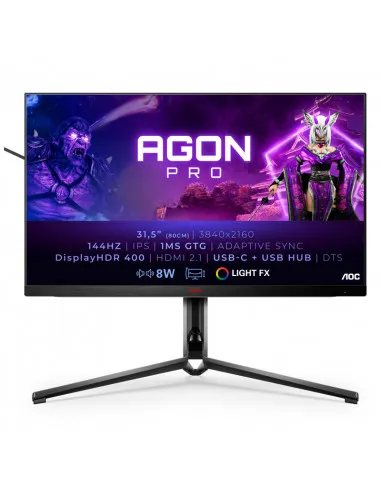 AGON
PRO
31,5" (80CM) | 3840x2160
144HZ | IPS | 1MS GTG | ADAPTIVE SYNC
DisplayHDR 400 | HDMI 2.1 | USB-C + USB HUB | DTS
8W LIGHT FX
AOC